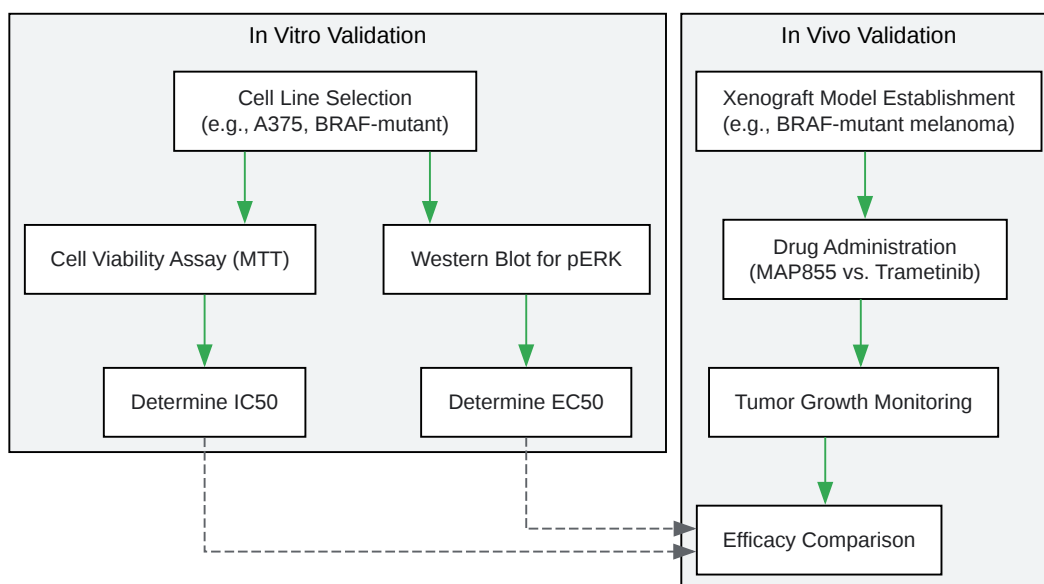 In Vitro Validation
Cell Line Selection
(e.g., A375, BRAF-mutant)
Cell Viability Assay (MTT)
Western Blot for pERK
Determine IC50
Determine EC50
In Vivo Validation
Xenograft Model Establishment
(e.g., BRAF-mutant melanoma)
Drug Administration
(MAP855 vs. Trametinib)
Tumor Growth Monitoring
Efficacy Comparison